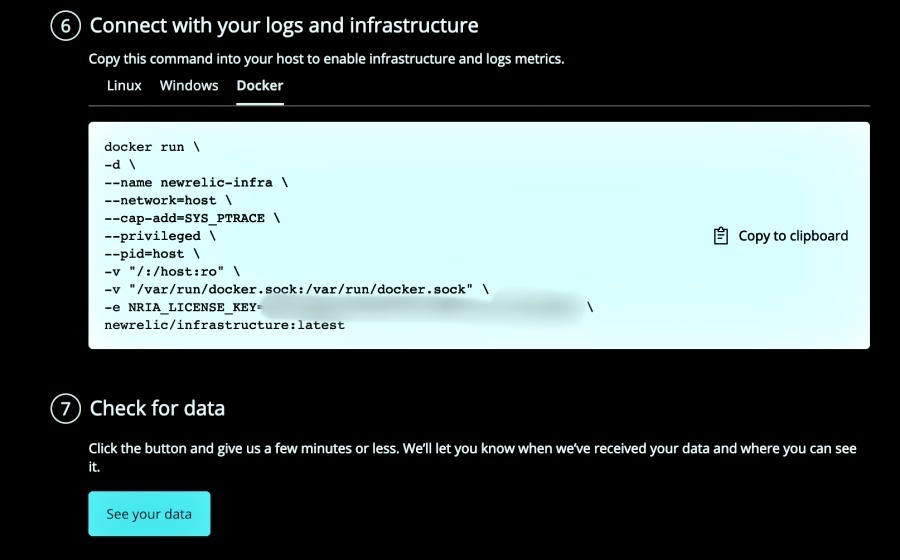 6 Connect with your logs and infrastructure
Copy this command into your host to enable infrastructure and logs metrics.
Linux Windows Docker
docker run \
-d \
--name newrelic-infra \
--network=host \
--cap-add=SYS_PTRACE \
--privileged \
--pid=host \
-v "/:/host:ro" \
-v "/var/run/docker.sock:/var/run/docker.sock" \
-e NRIA_LICENSE_KEY= \
newrelic/infrastructure:latest
Copy to clipboard
7 Check for data
Click the button and give us a few minutes or less. We'll let you know when we've received your data and where you can see
it.
See your data